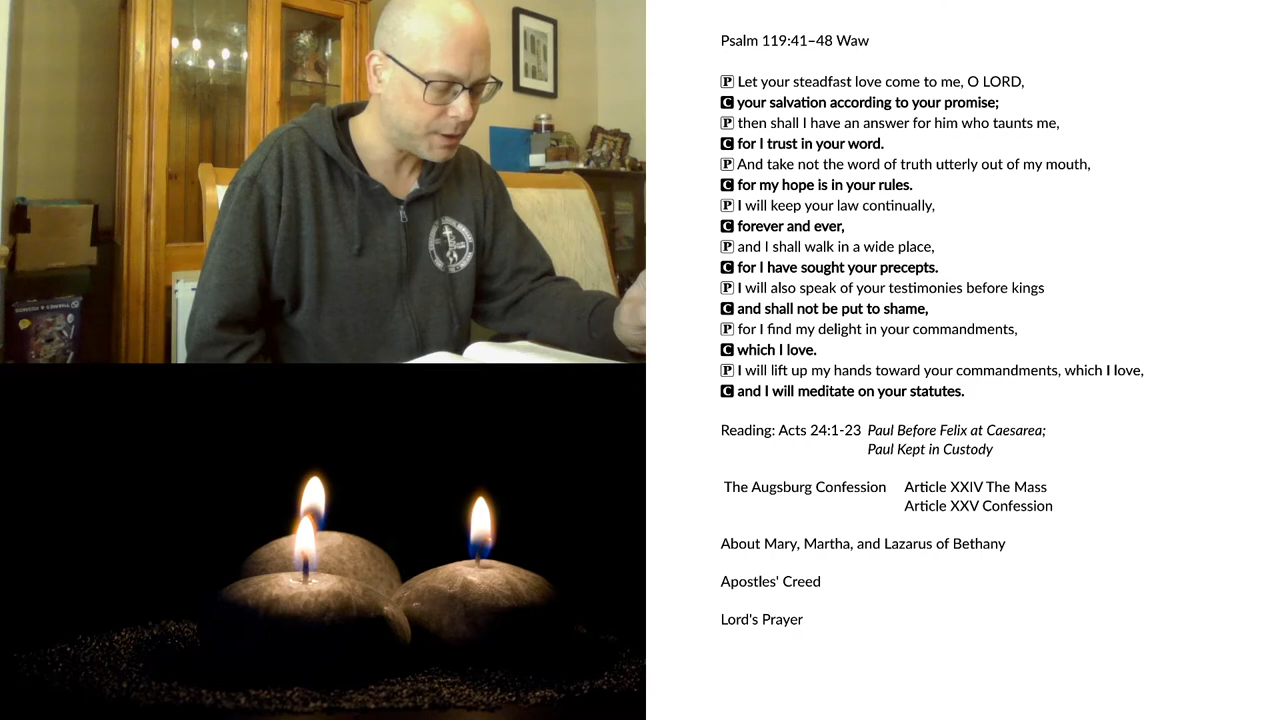 Psalm 119:41–48 Waw
P Let your steadfast love come to me, O LORD,
C your salvation according to your promise;
P then shall I have an answer for him who taunts me,
C for I trust in your word.
P And take not the word of truth utterly out of my mouth,
C for my hope is in your rules.
P I will keep your law continually,
C forever and ever,
P and I shall walk in a wide place,
C for I have sought your precepts.
P I will also speak of your testimonies before kings
C and shall not be put to shame,
P for I find my delight in your commandments,
C which I love.
P I will lift up my hands toward your commandments, which I love,
C and I will meditate on your statutes.
Reading: Acts 24:1-23 Paul Before Felix at Caesarea;
Paul Kept in Custody
The Augsburg Confession Article XXIV The Mass
Article XXV Confession
About Mary, Martha, and Lazarus of Bethany
Apostles' Creed
Lord's Prayer